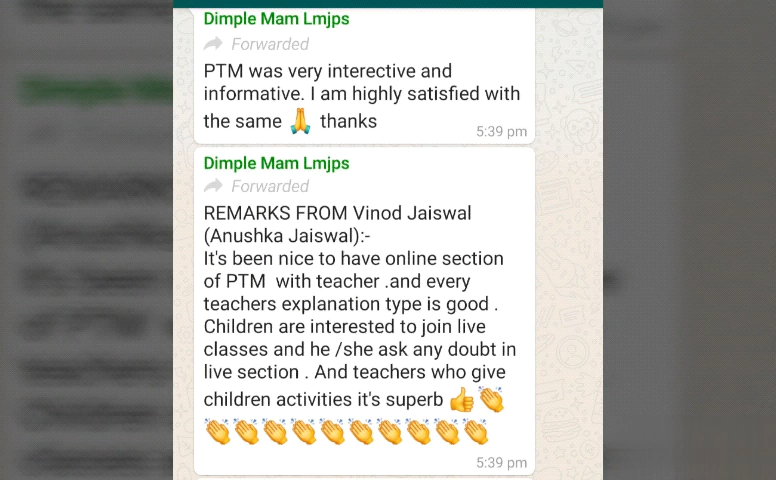 Dimple Mam Lmjps
Forwarded
PTM was very interective and
informative. I am highly satisfied with
the same 🙏 thanks
5:39 pm
Dimple Mam Lmjps
Forwarded
REMARKS FROM Vinod Jaiswal
(Anushka Jaiswal):-
It's been nice to have online section
of PTM  with teacher .and every
teachers explanation type is good .
Children are interested to join live
classes and he /she ask any doubt in
live section . And teachers who give
children activities it's superb 👍👏
👏👏👏👏👏👏👏👏👏👏
5:39 pm